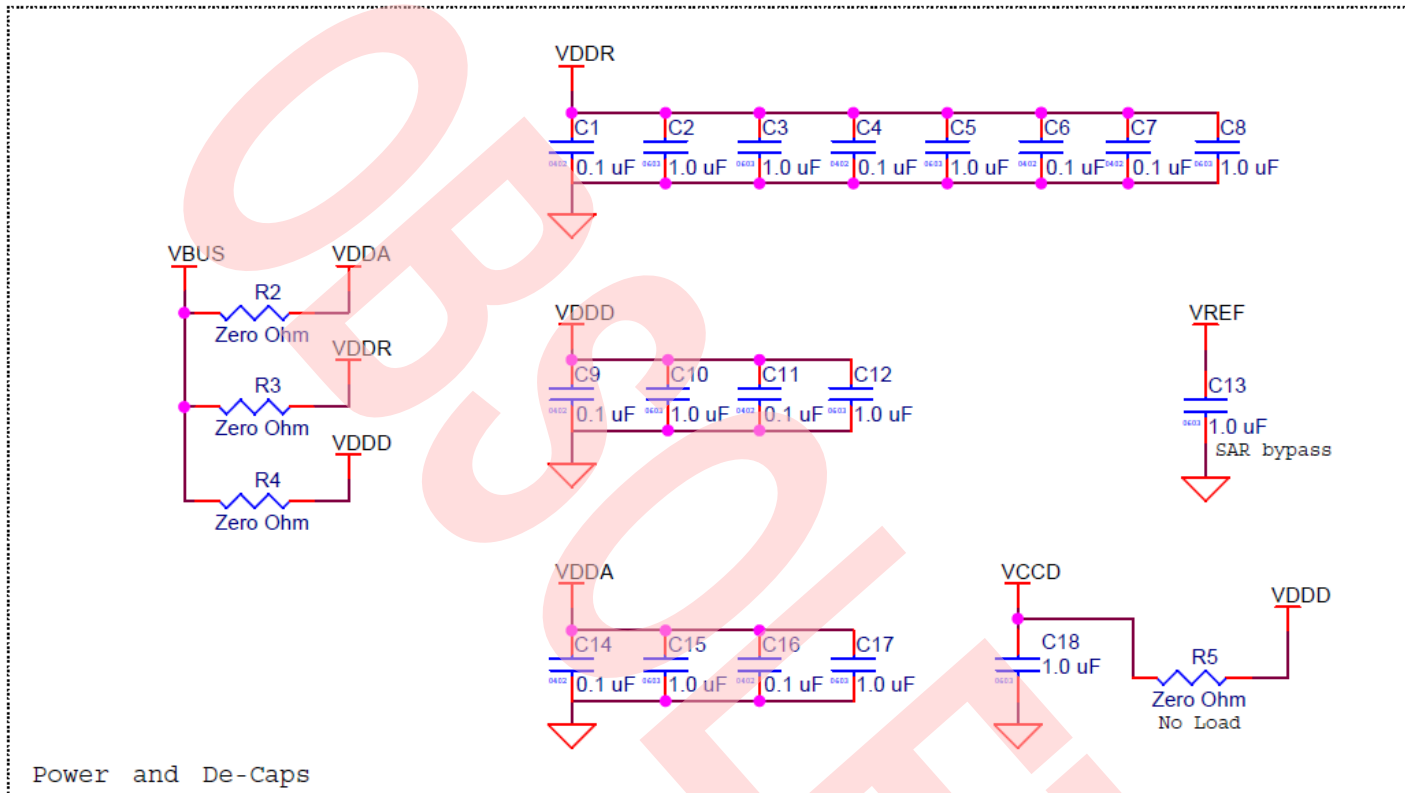 VDDR
C1 C2 C3 C4 C5 C6 C7 C8
0402 0603 0603 0402 0603 0402 0402 0603
0.1 uF 1.0 uF 1.0 uF 0.1 uF 1.0 uF 0.1 uF 0.1 uF 1.0 uF
VBUS VDDA
R2
Zero Ohm
VDDR
R3
Zero Ohm
VDDD
R4
Zero Ohm
VDDD
C9 C10 C11 C12
0402 0603 0402 0603
0.1 uF 1.0 uF 0.1 uF 1.0 uF
VREF
C13
0603
1.0 uF
SAR bypass
VDDA
C14 C15 C16 C17
0402 0603 0402 0603
0.1 uF 1.0 uF 0.1 uF 1.0 uF
VCCD
C18
1.0 uF
0603
VDDD
R5
Zero Ohm
No Load
Power and De-Caps
OBSOLET